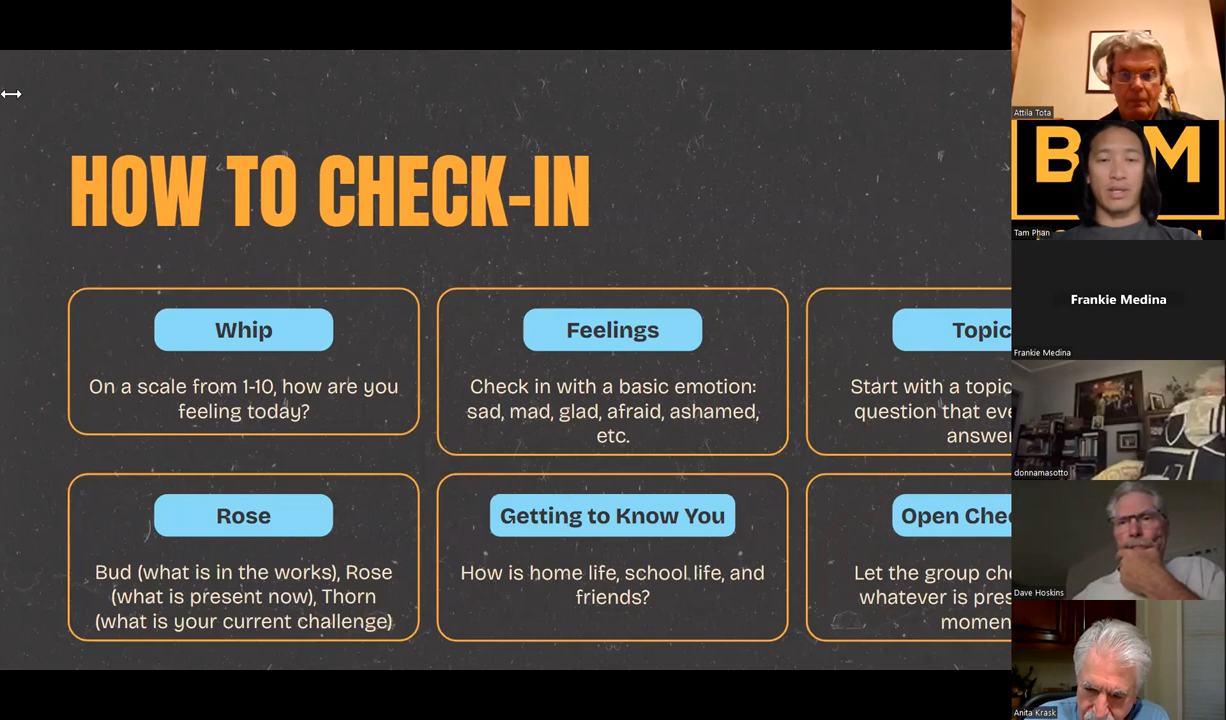 HOW TO CHECK-IN
Whip
On a scale from 1-10, how are you
feeling today?
Feelings
Check in with a basic emotion:
sad, mad, glad, afraid, ashamed,
etc.
Topic
Start with a topic
question that eve
answer
Rose
Bud (what is in the works), Rose
(what is present now), Thorn
(what is your current challenge)
Getting to Know You
How is home life, school life, and
friends?
Open Chec
Let the group che
whatever is pres
momen
Attila Tota
B M
Tam Phan
Frankie Medina
Frankie Medina
donnamasotto
Dave Hoskins
Anita Krask